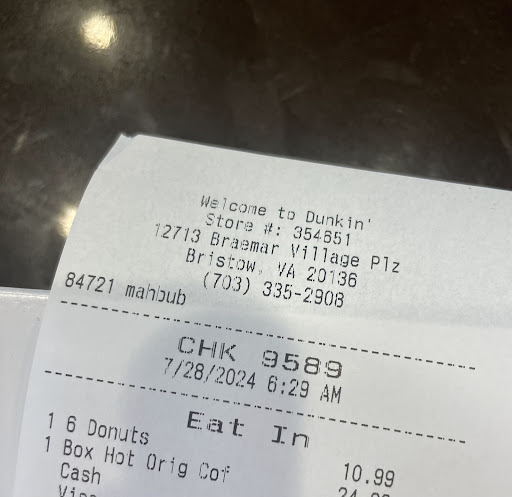 Welcome to Dunkin'
Store #: 354651
12713 Braemar Village Plz
Bristow, VA 20136
(703) 335-2908
84721 mahbub
CHK 9589
7/28/2024 6:29 AM
Eat In
1 6 Donuts 10.99
1 Box Hot Orig Cof
Cash